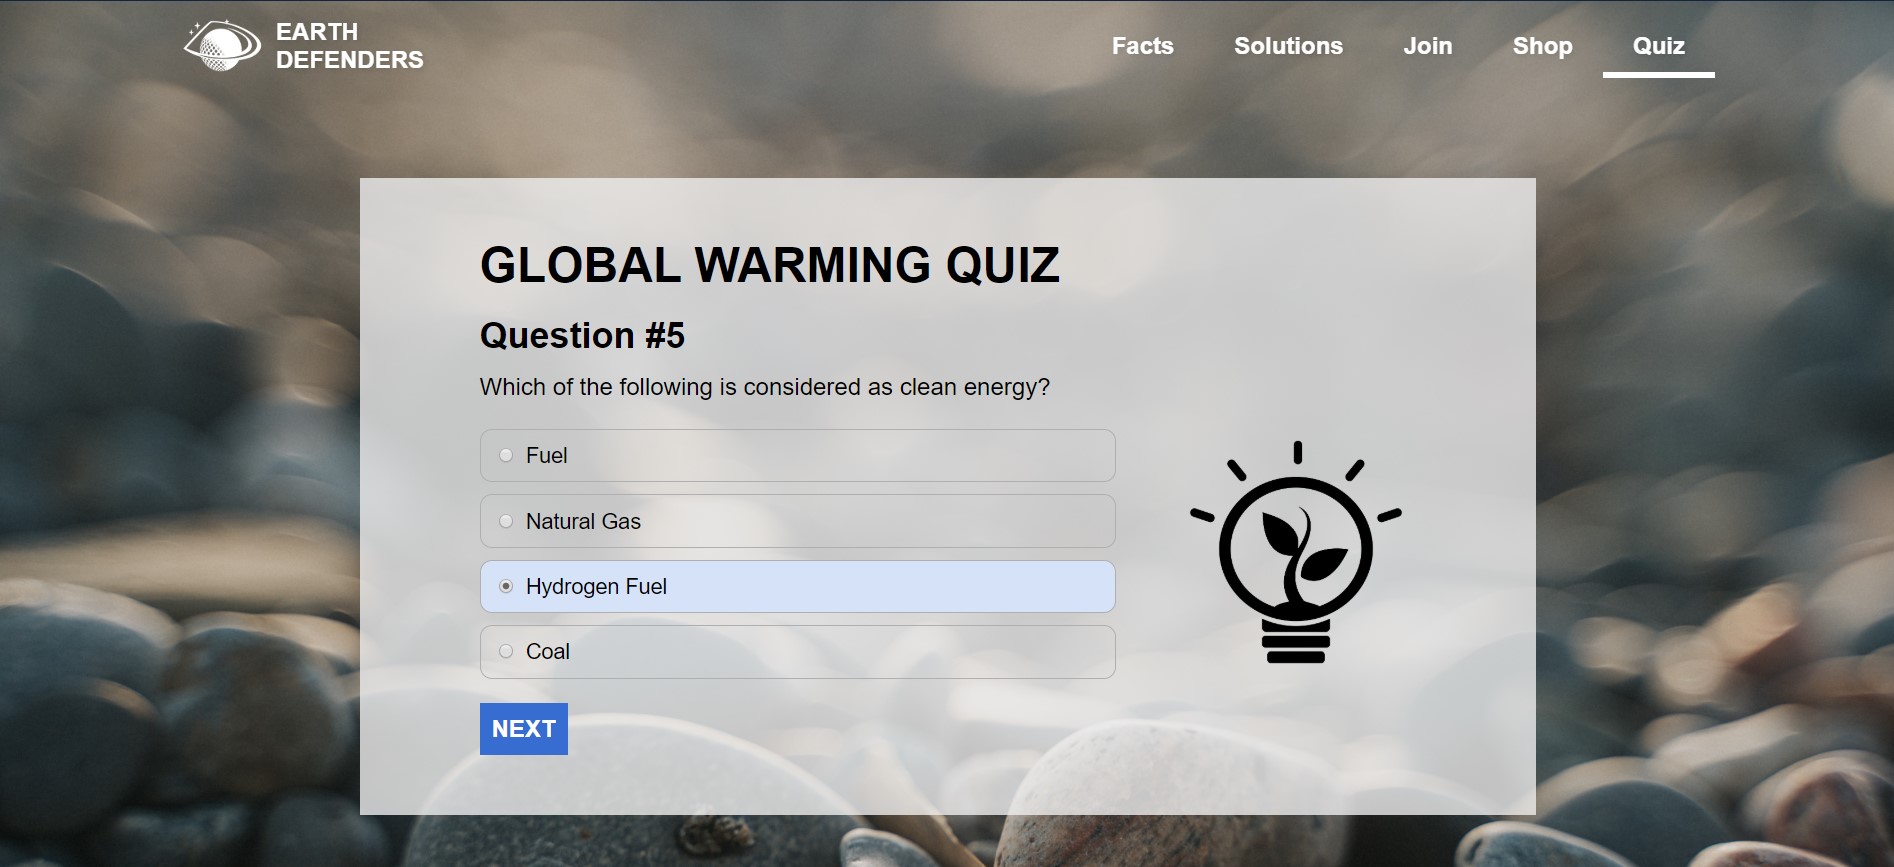 EARTH
DEFENDERS
Facts Solutions Join Shop Quiz
GLOBAL WARMING QUIZ
Question #5
Which of the following is considered as clean energy?
Fuel
Natural Gas
Hydrogen Fuel
Coal
NEXT